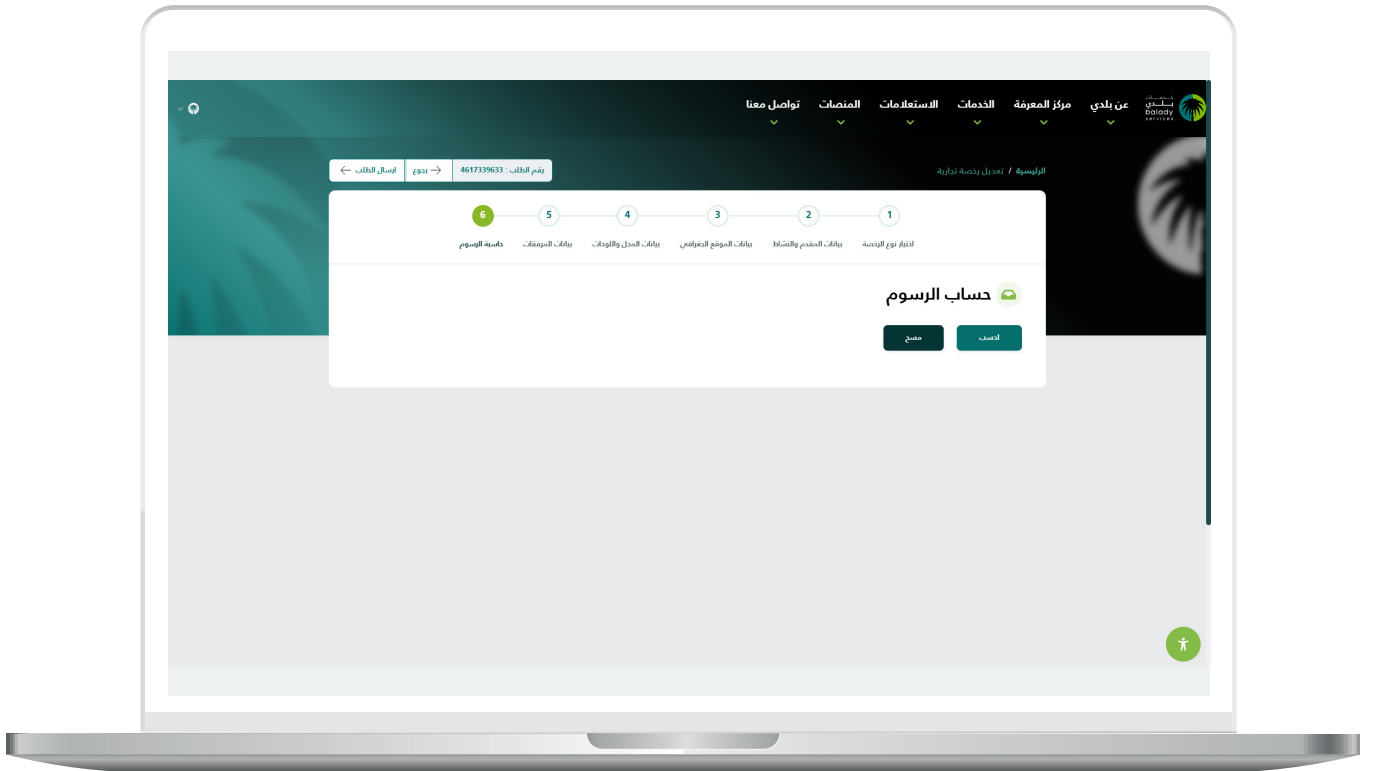 خدمات
بلدي
balady
services
عن بلدي
مركز المعرفة
الخدمات
الاستعلامات
المنصات
تواصل معنا
الرئيسية / تعديل رخصة تجارية
رقم الطلب : 4617339633
رجوع
ارسال الطلب
1
اختيار نوع الرخصة
2
بيانات المقدم والنشاط
3
بيانات الموقع الجغرافي
4
بيانات المحل واللوحات
5
بيانات المرفقات
6
حاسبة الرسوم
حساب الرسوم
احسب
مسح